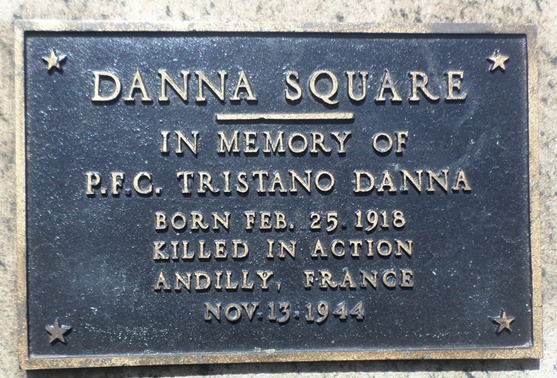 DANNA SQUARE
IN MEMORY OF
P.F.C. TRISTANO DANNA
BORN FEB. 25.1918
KILLED IN ACTION
ANDILLY, FRANCE
NOV. 13.1944